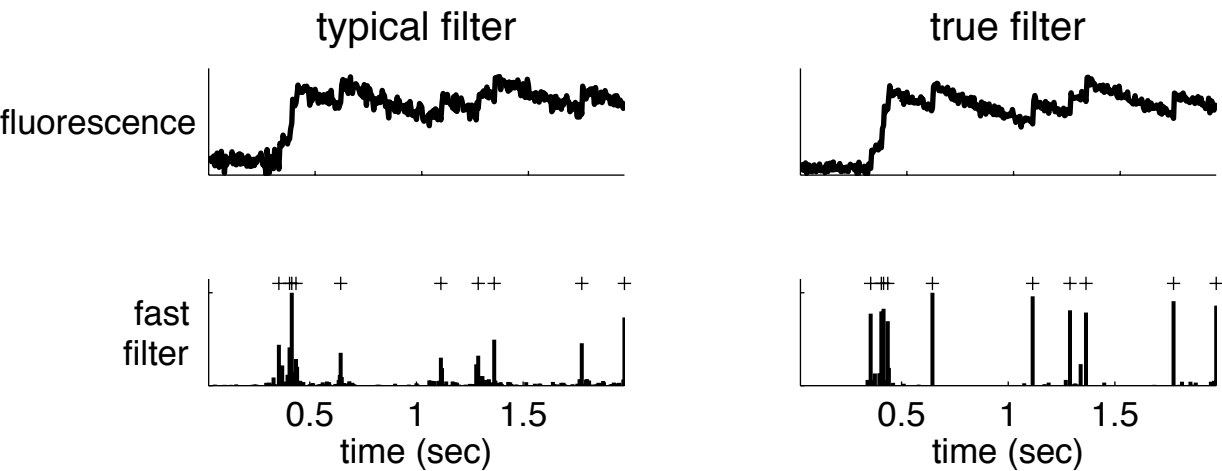 typical filter
true filter
fluorescence
fast
filter
0.5 1 1.5
time (sec)
0.5 1 1.5
time (sec)